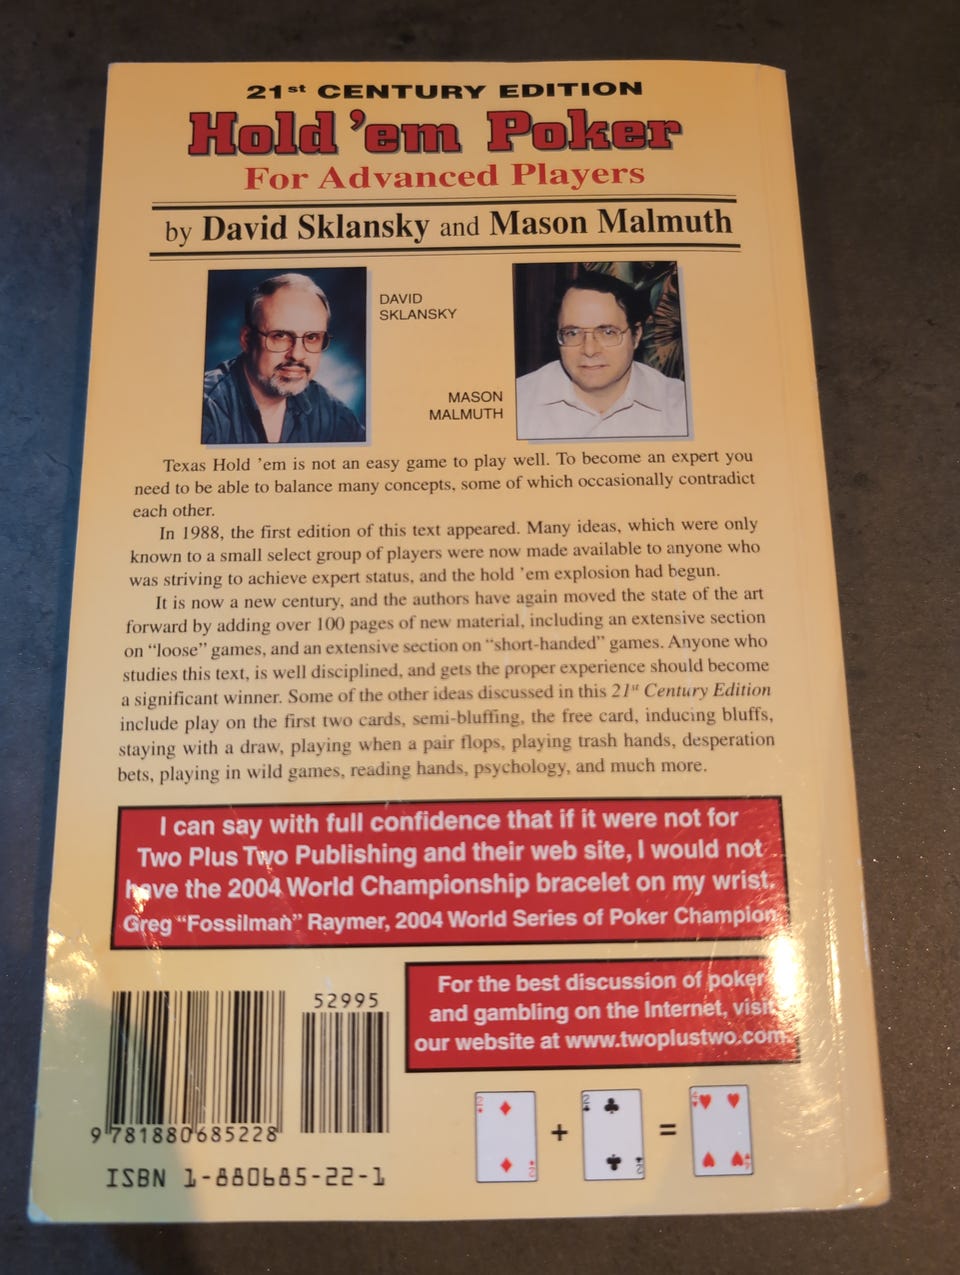 21st CENTURY EDITION
Hold 'em Poker
For Advanced Players
by David Sklansky and Mason Malmuth
DAVID
SKLANSKY
MASON
MALMUTH
Texas Hold 'em is not an easy game to play well. To become an expert you
need to be able to balance many concepts, some of which occasionally contradict
each other.
In 1988, the first edition of this text appeared. Many ideas, which were only
known to a small select group of players were now made available to anyone who
was striving to achieve expert status, and the hold 'em explosion had begun.
It is now a new century, and the authors have again moved the state of the art
forward by adding over 100 pages of new material, including an extensive section
on "loose" games, and an extensive section on "short-handed" games. Anyone who
studies this text, is well disciplined, and gets the proper experience should become
a significant winner. Some of the other ideas discussed in this 21st Century Edition
include play on the first two cards, semi-bluffing, the free card, inducing bluffs,
staying with a draw, playing when a pair flops, playing trash hands, desperation
bets, playing in wild games, reading hands, psychology, and much more.
I can say with full confidence that if it were not for
Two Plus Two Publishing and their web site, I would not
have the 2004 World Championship bracelet on my wrist.
Greg "Fossilman" Raymer, 2004 World Series of Poker Champion
For the best discussion of poker
and gambling on the Internet, visit
our website at www.twoplustwo.com.
52995
9 781880 685228
ISBN 1-880685-22-1
2 2 + 2 2 = 4 4